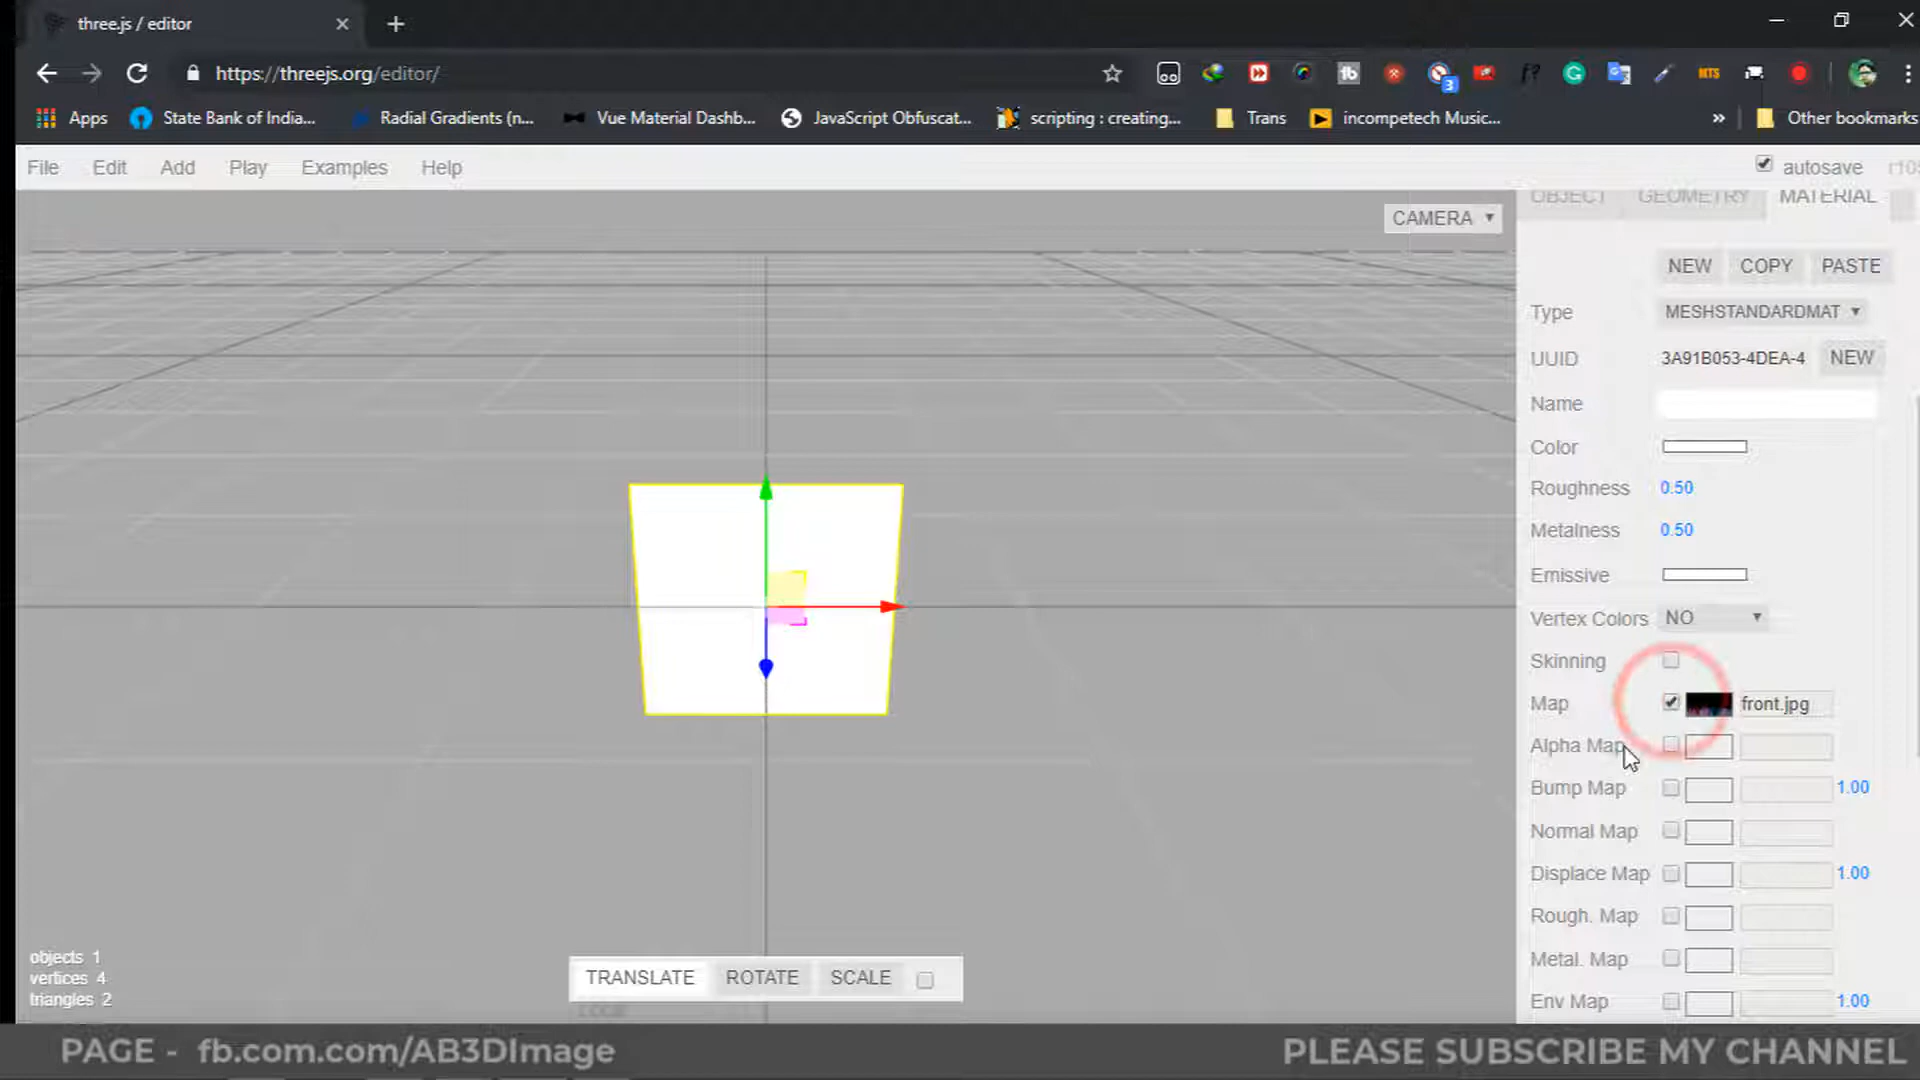 three.js / editor
https://threejs.org/editor/
3
MTS
Apps
State Bank of India...
Radial Gradients (n...
Vue Material Dashb...
JavaScript Obfuscat...
scripting : creating...
Trans
incompetech Music...
»
Other bookmarks
File Edit Add Play Examples Help
autosave
CAMERA
OBJECT GEOMETRY MATERIAL
NEW COPY PASTE
Type MESHSTANDARDMAT
UUID 3A91B053-4DEA-4 NEW
Name
Color
Roughness 0.50
Metalness 0.50
Emissive
Vertex Colors NO
Skinning
Map front.jpg
Alpha Map
Bump Map 1.00
Normal Map
Displace Map 1.00
Rough. Map
Metal. Map
Env Map 1.00
objects 1
vertices 4
triangles 2
TRANSLATE ROTATE SCALE
PAGE - fb.com.com/AB3DImage
PLEASE SUBSCRIBE MY CHANNEL